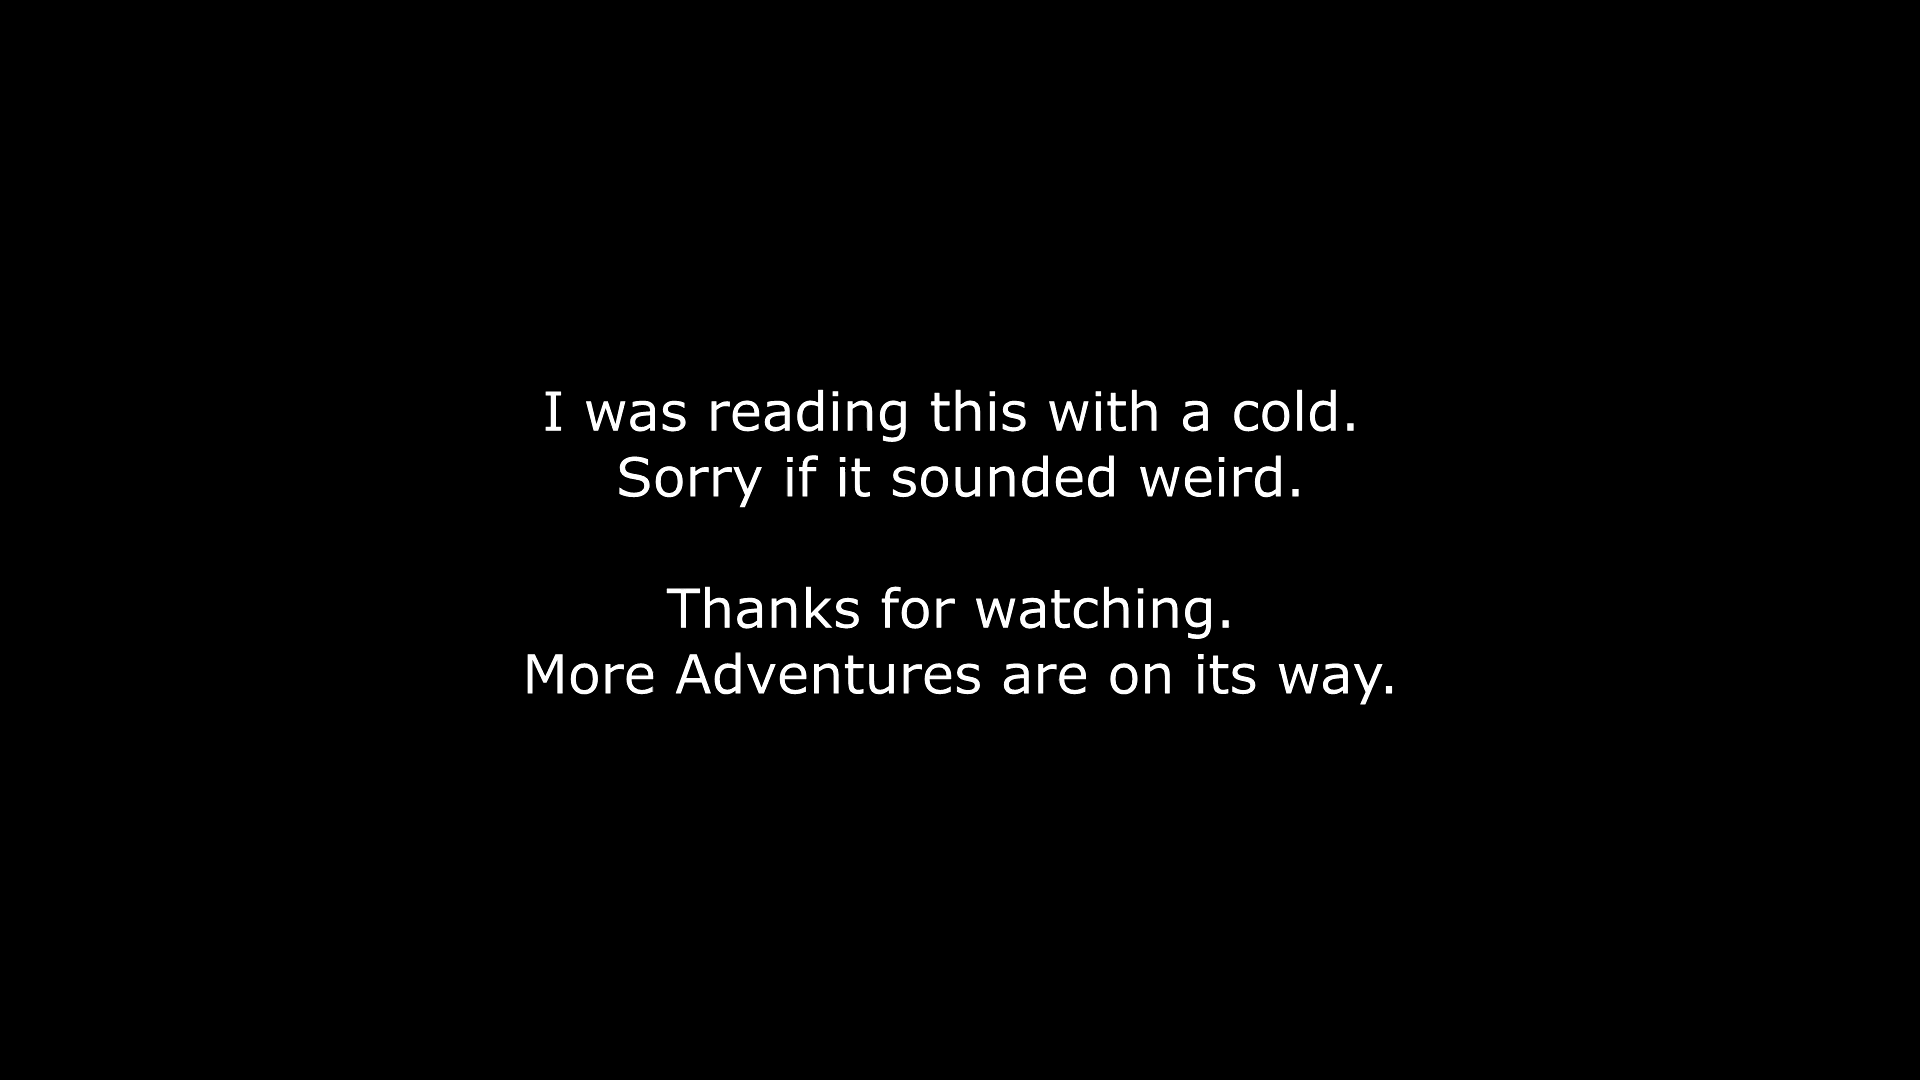 I was reading this with a cold.
Sorry if it sounded weird.
Thanks for watching.
More Adventures are on its way.